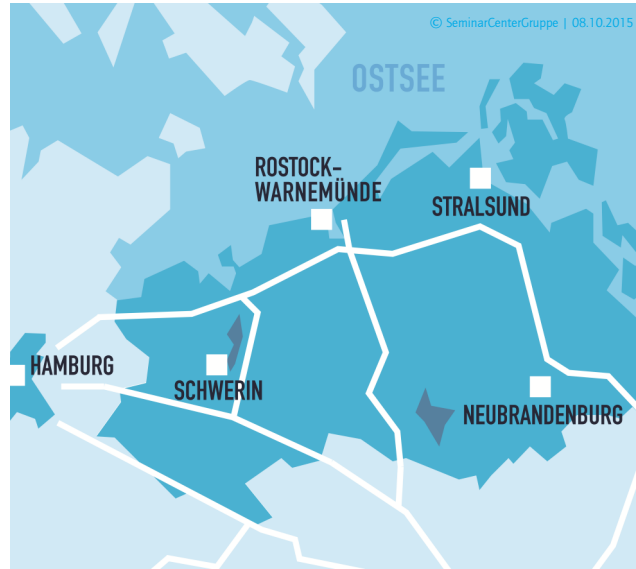 © SeminarCenterGruppe | 08.10.2015
OSTSEE
ROSTOCK-
WARNEMÜNDE
STRALSUND
HAMBURG
SCHWERIN
NEUBRANDENBURG